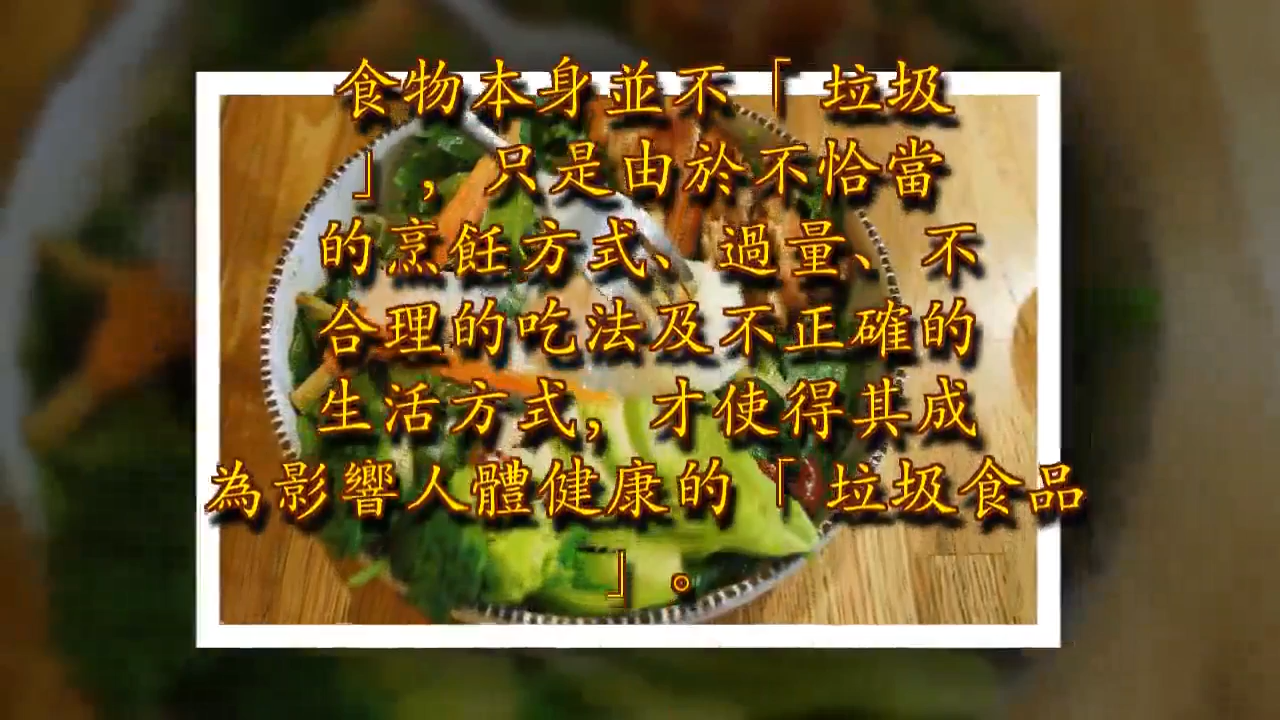 食物本身並不「垃圾
」，只是由於不恰當
的烹飪方式、過量、不
合理的吃法及不正確的
生活方式，才使得其成
為影響人體健康的「垃圾食品
」。